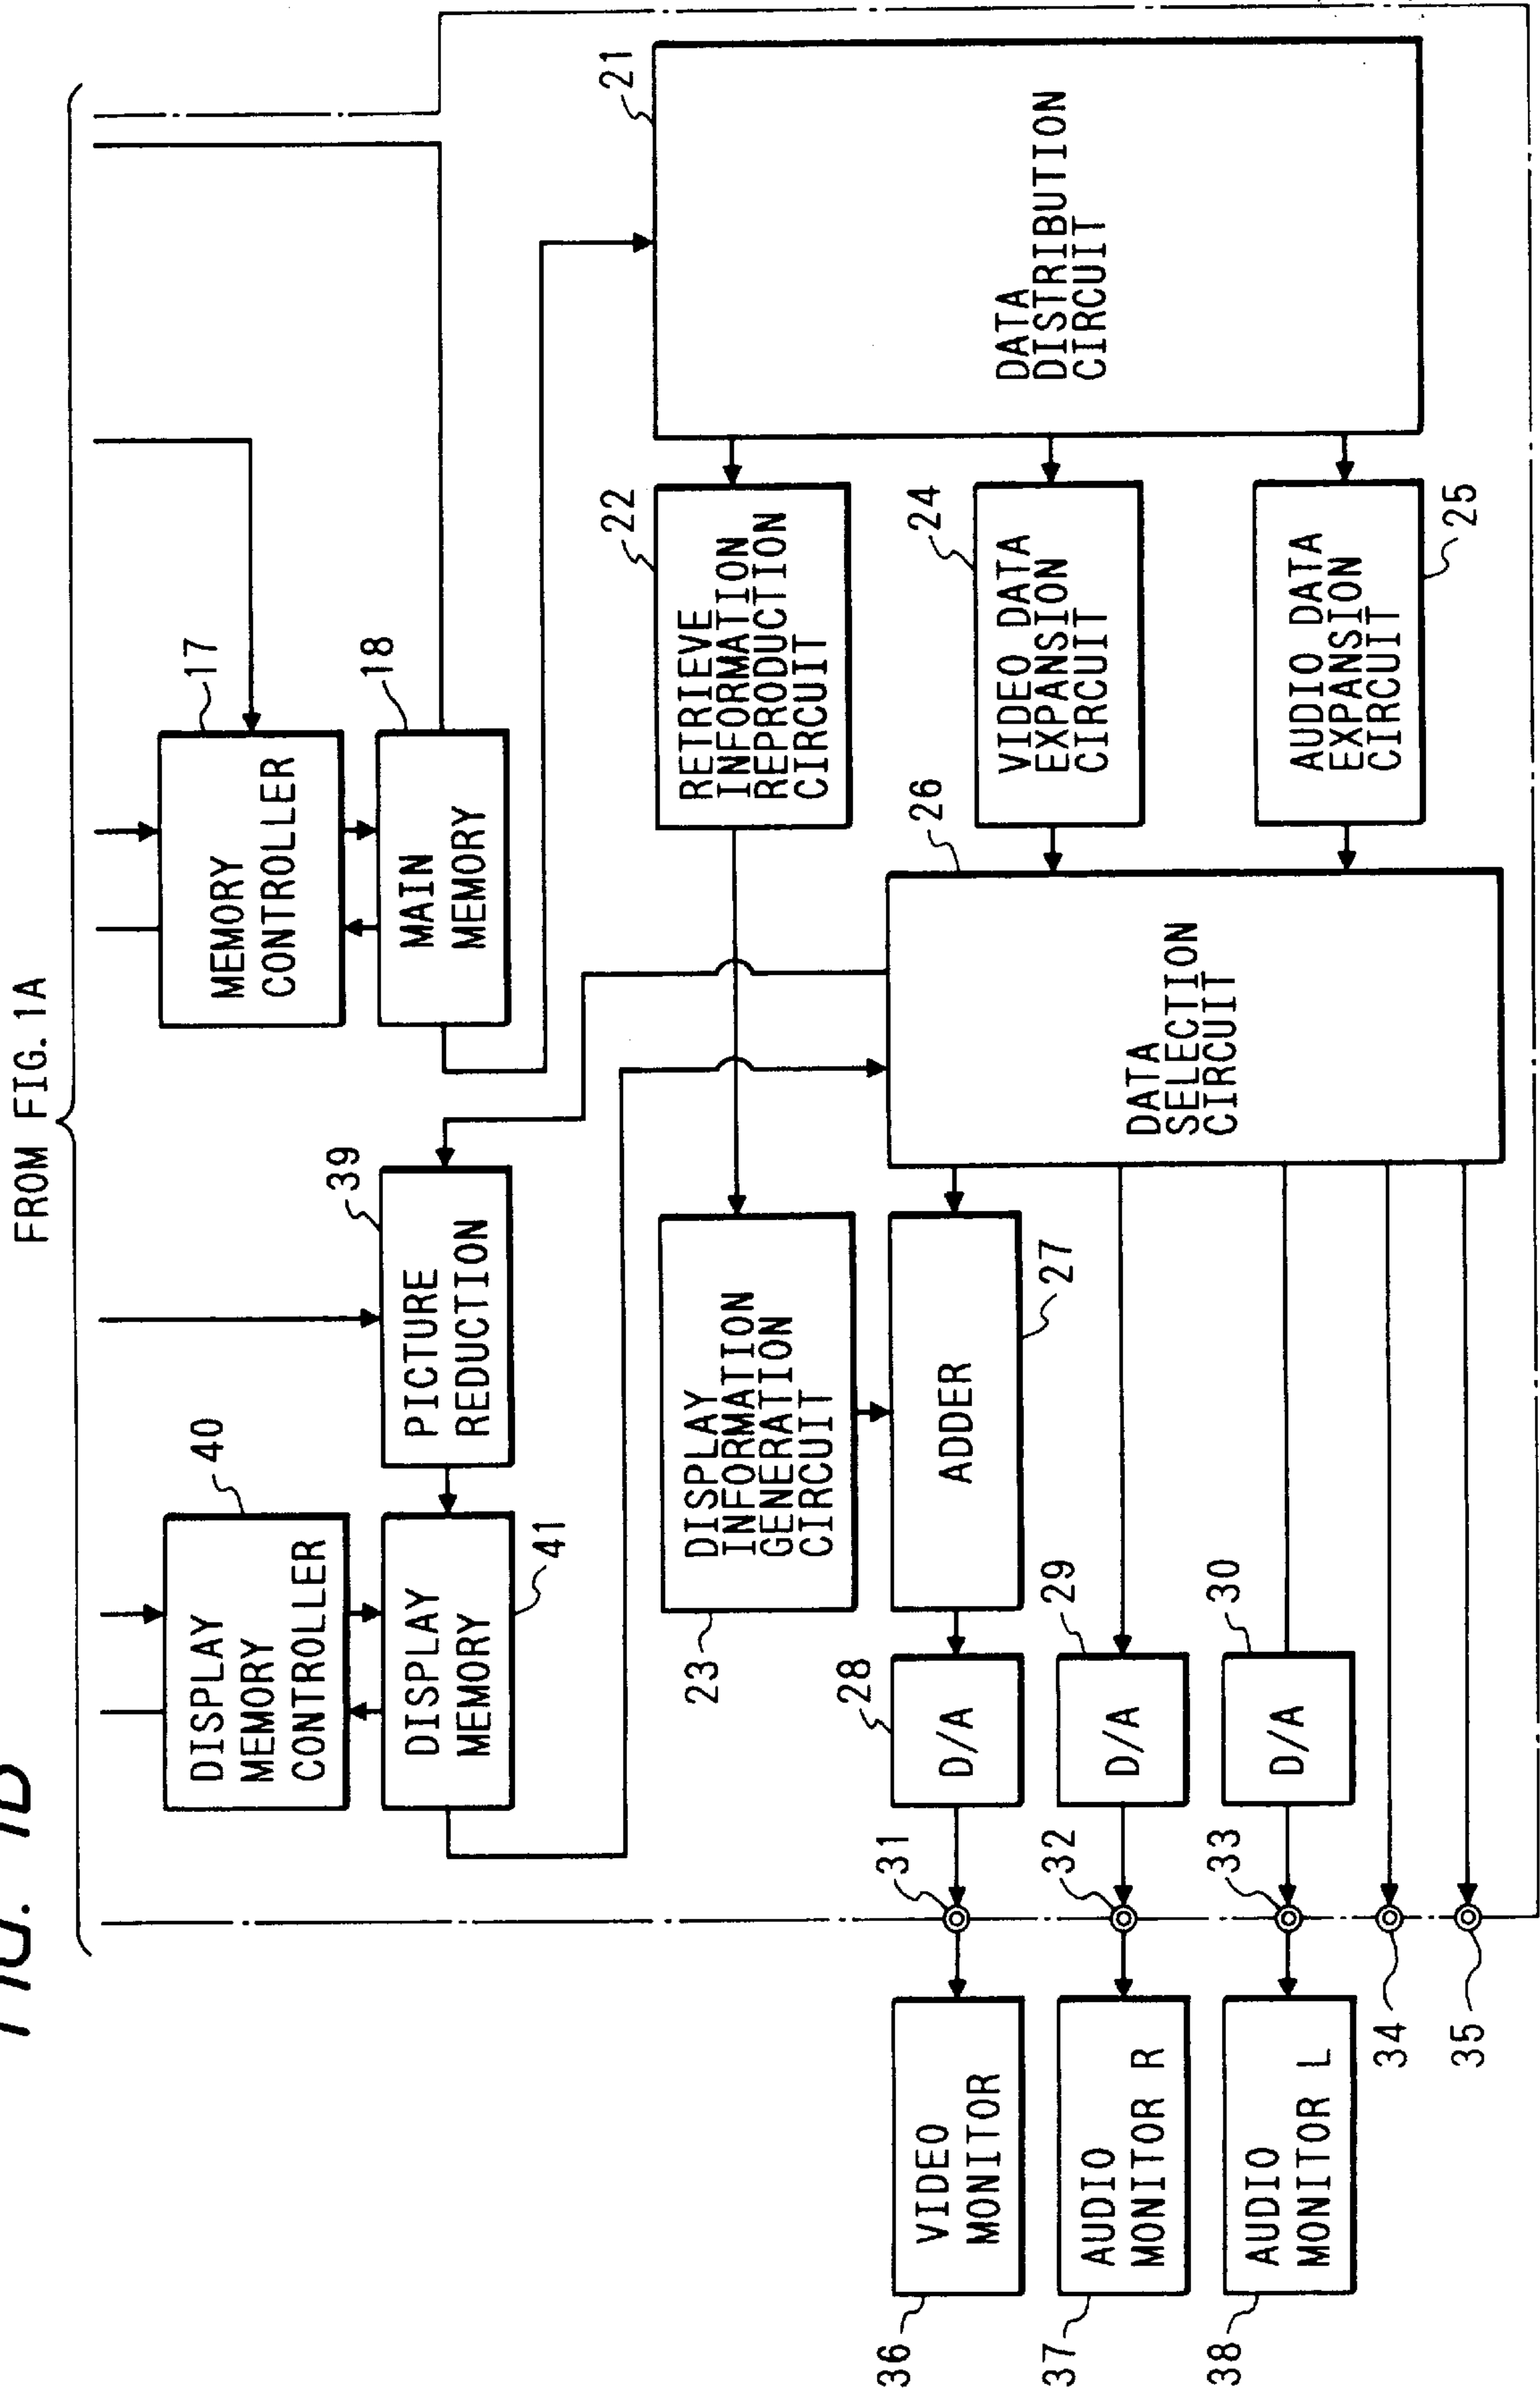 FIG. 1B
FROM FIG. 1A
DISPLAY
MEMORY
CONTROLLER
40
DISPLAY
MEMORY
41
PICTURE
REDUCTION
39
MEMORY
CONTROLLER
17
MAIN
MEMORY
18
DISPLAY
INFORMATION
GENERATION
CIRCUIT
23
RETRIEVE
INFORMATION
REPRODUCTION
CIRCUIT
22
DATA
DISTRIBUTION
CIRCUIT
21
VIDEO
MONITOR
36
31
D/A
28
ADDER
27
DATA
SELECTION
CIRCUIT
26
VIDEO DATA
EXPANSION
CIRCUIT
24
AUDIO
MONITOR R
37
32
D/A
29
AUDIO
MONITOR L
38
33
D/A
30
AUDIO DATA
EXPANSION
CIRCUIT
25
34
35